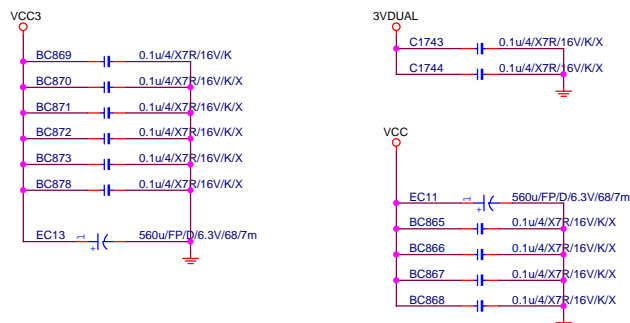 VCC3
BC869 0.1u/4/X7R/16V/K
BC870 0.1u/4/X7R/16V/K/X
BC871 0.1u/4/X7R/16V/K/X
BC872 0.1u/4/X7R/16V/K/X
BC873 0.1u/4/X7R/16V/K/X
BC878 0.1u/4/X7R/16V/K/X
EC13 1 + 560u/FP/D/6.3V/68/7m
3VDUAL
C1743 0.1u/4/X7R/16V/K/X
C1744 0.1u/4/X7R/16V/K/X
VCC
EC11 1 + 560u/FP/D/6.3V/68/7m
BC865 0.1u/4/X7R/16V/K/X
BC866 0.1u/4/X7R/16V/K/X
BC867 0.1u/4/X7R/16V/K/X
BC868 0.1u/4/X7R/16V/K/X